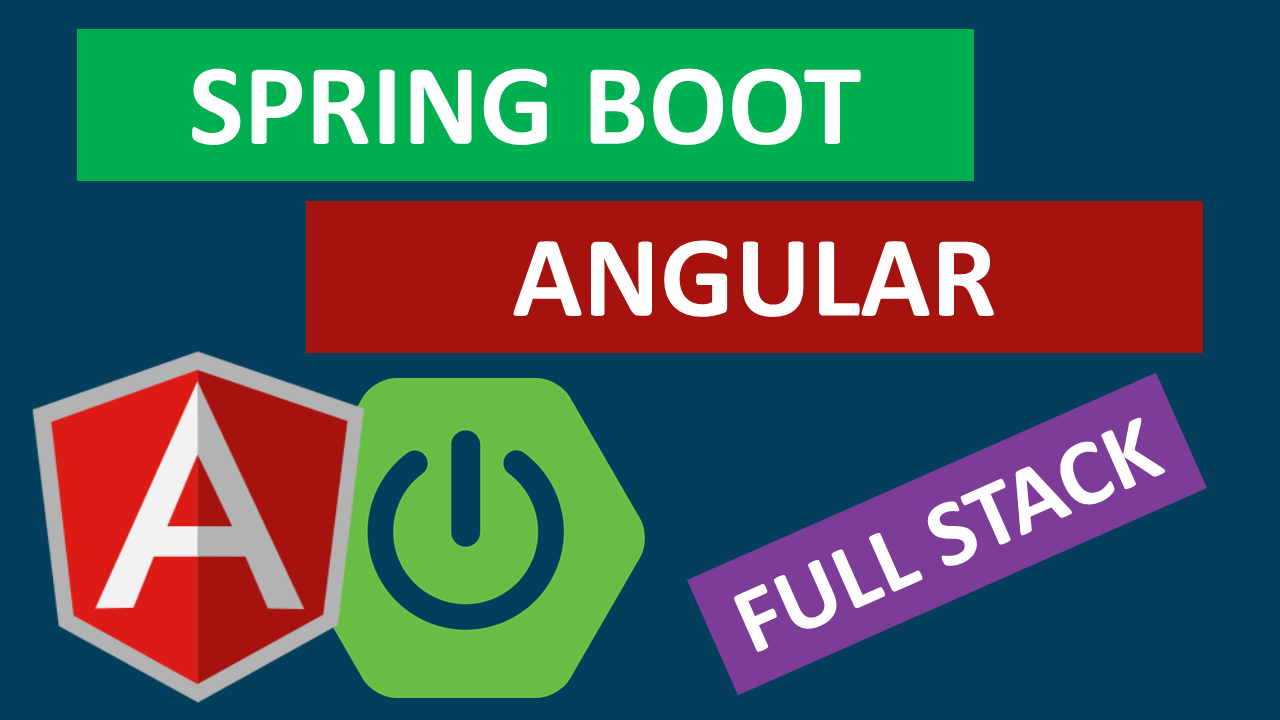 SPRING BOOT
ANGULAR
FULL STACK